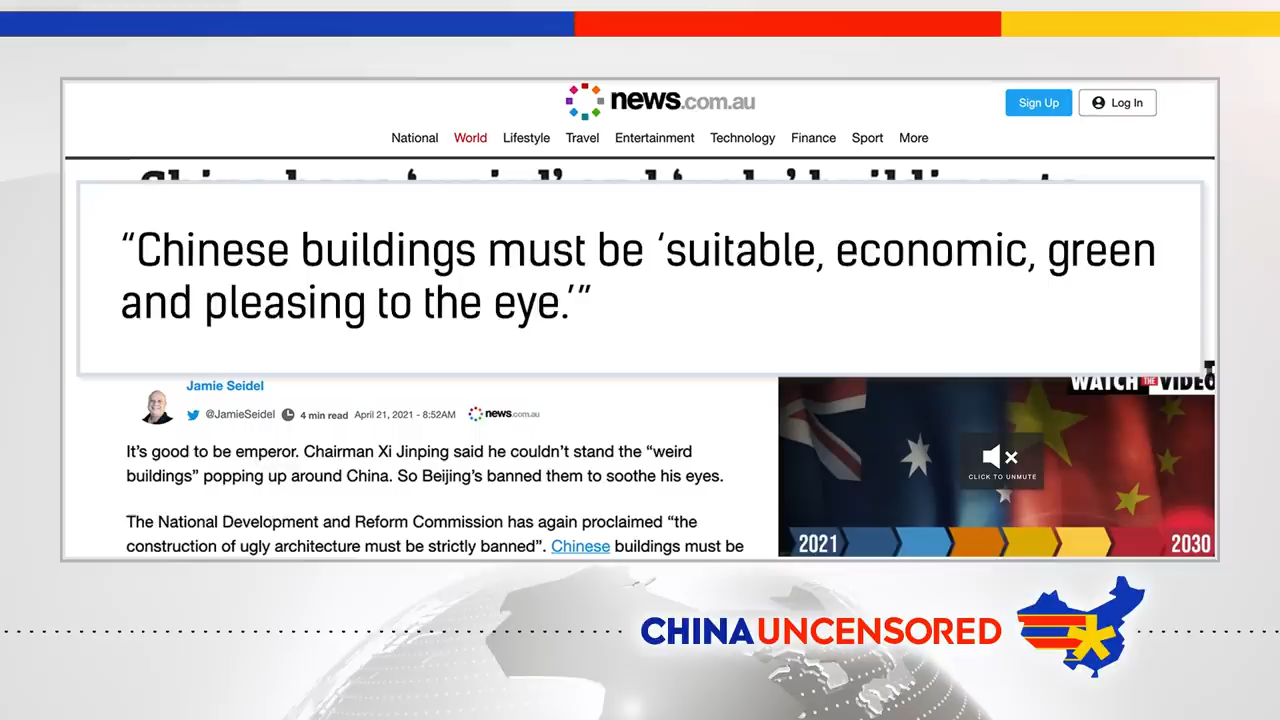 news.com.au
Sign Up
Log In
National World Lifestyle Travel Entertainment Technology Finance Sport More
“Chinese buildings must be ‘suitable, economic, green
and pleasing to the eye.’”
Jamie Seidel
@JamieSeidel 4 min read April 21, 2021 - 8:52AM news.com.au
It’s good to be emperor. Chairman Xi Jinping said he couldn’t stand the “weird
buildings” popping up around China. So Beijing’s banned them to soothe his eyes.
The National Development and Reform Commission has again proclaimed “the
construction of ugly architecture must be strictly banned”. Chinese buildings must be
WATCH THE VIDEO
CLICK TO UNMUTE
2021
2030
CHINA UNCENSORED